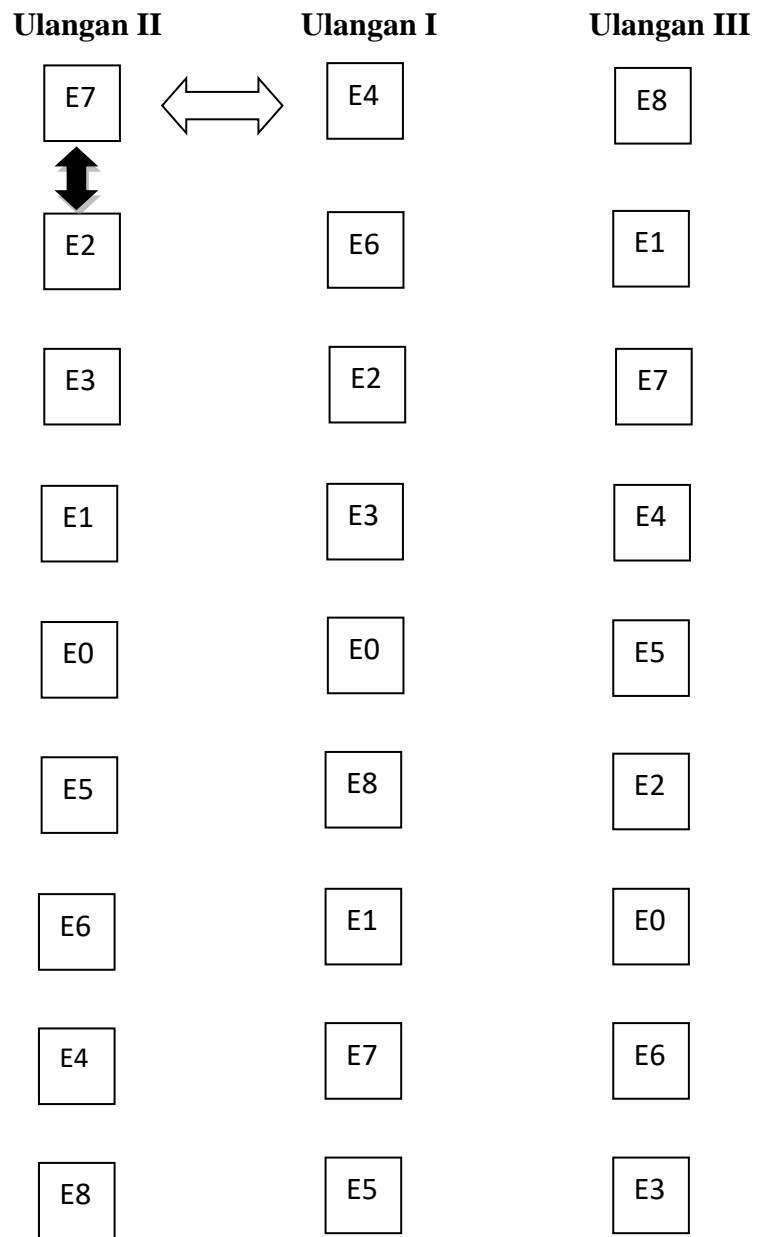 Ulangan II Ulangan I Ulangan III
E7 E4 E8
E2 E6 E1
E3 E2 E7
E1 E3 E4
E0 E0 E5
E5 E8 E2
E6 E1 E0
E4 E7 E6
E8 E5 E3